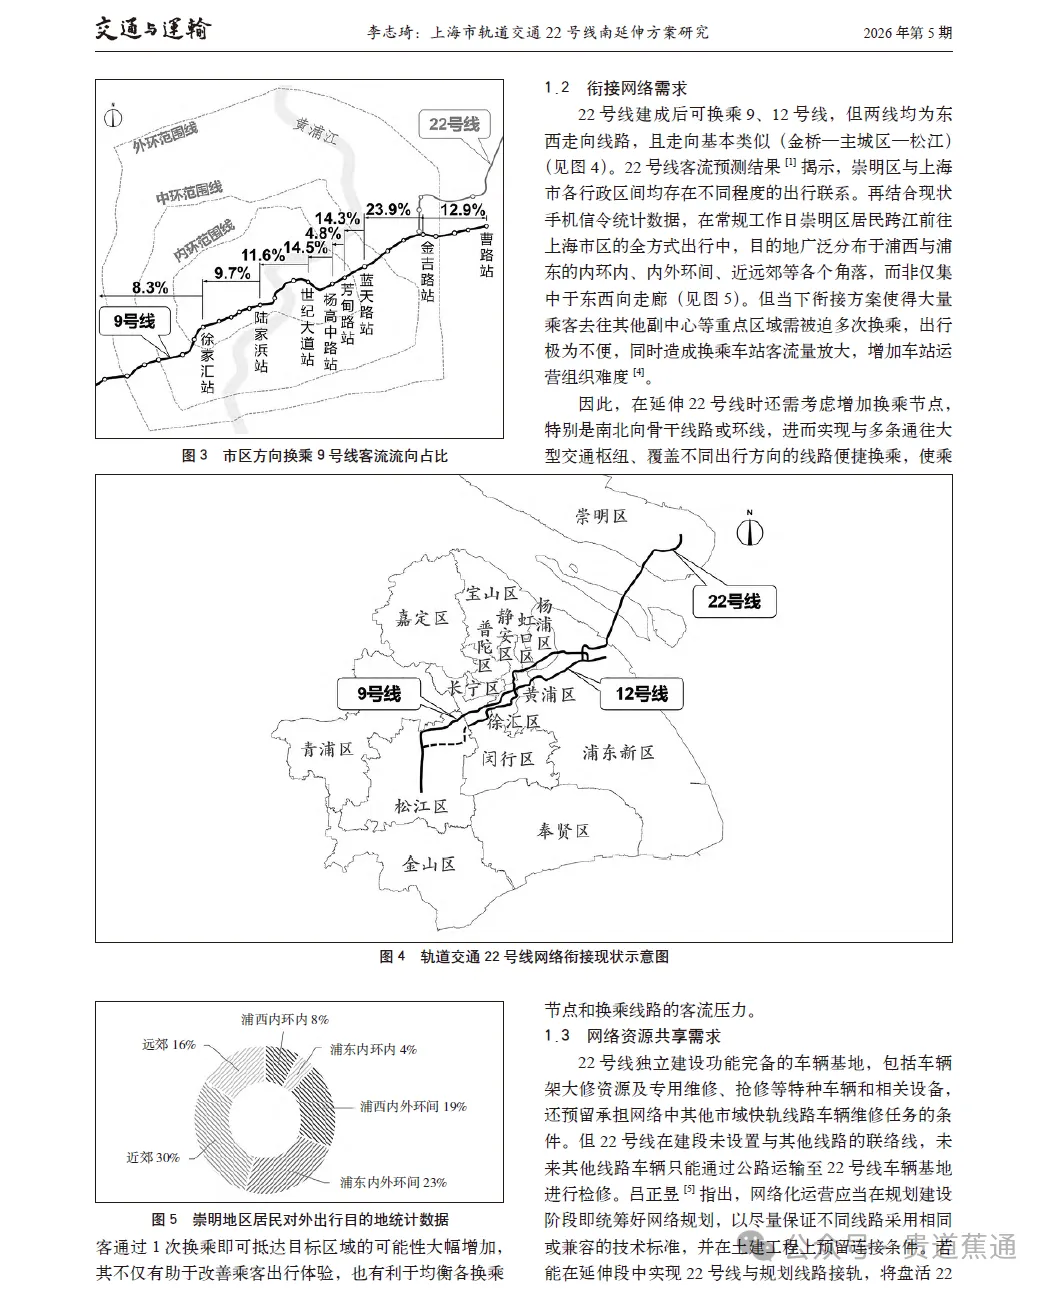 交通与运输
李志琦：上海市轨道交通 22 号线南延伸方案研究
2026 年第 5 期
N
外环范围线
黄浦江
22号线
中环范围线
内环范围线
14.3%
23.9%
12.9%
4.8%
14.5%
11.6%
9.7%
8.3%
9号线
徐家汇站
陆家浜站
世纪大道站
杨高中路站
芳甸路站
蓝天路站
金吉路站
曹路站
图 3 市区方向换乘 9 号线客流流向占比
1.2 衔接网络需求
22 号线建成后可换乘 9、12 号线，但两线均为东
西走向线路，且走向基本类似（金桥—主城区—松江）
（见图 4）。22 号线客流预测结果[1]揭示，崇明区与上海
市各行政区间均存在不同程度的出行联系。再结合现状
手机信令统计数据，在常规工作日崇明区居民跨江前往
上海市区的全方式出行中，目的地广泛分布于浦西与浦
东的内环内、内外环间、近远郊等各个角落，而非仅集
中于东西向走廊（见图 5）。但当下衔接方案使得大量
乘客去往其他副中心等重点区域需被迫多次换乘，出行
极为不便，同时造成换乘车站客流量放大，增加车站运
营组织难度[4]。
因此，在延伸 22 号线时还需考虑增加换乘节点，
特别是南北向骨干线路或环线，进而实现与多条通往大
型交通枢纽、覆盖不同出行方向的线路便捷换乘，使乘
崇明区
N
22号线
宝山区
嘉定区
杨浦区
静安区
虹口区
普陀区
长宁区
9号线
黄浦区
12号线
徐汇区
青浦区
闵行区
浦东新区
松江区
奉贤区
金山区
图 4 轨道交通 22 号线网络衔接现状示意图
浦西内环内 8%
远郊 16%
浦东内环内 4%
浦西内外环间 19%
近郊 30%
浦东内外环间 23%
图 5 崇明地区居民对外出行目的地统计数据
客通过 1 次换乘即可抵达目标区域的可能性大幅增加，
其不仅有助于改善乘客出行体验，也有利于均衡各换乘
节点和换乘线路的客流压力。
1.3 网络资源共享需求
22 号线独立建设功能完备的车辆基地，包括车辆
架大修资源及专用维修、抢修等特种车辆和相关设备，
还预留承担网络中其他市域快轨线路车辆维修任务的条
件。但 22 号线在建段未设置与其他线路的联络线，未
来其他线路车辆只能通过公路运输至 22 号线车辆基地
进行检修。吕正昱[5]指出，网络化运营应当在规划建设
阶段即统筹好网络规划，以尽量保证不同线路采用相同
或兼容的技术标准，并在土建工程上预留连接条件。若
能在延伸段中实现 22 号线与规划线路接轨，将盘活 22
公众号·贵道蕉通